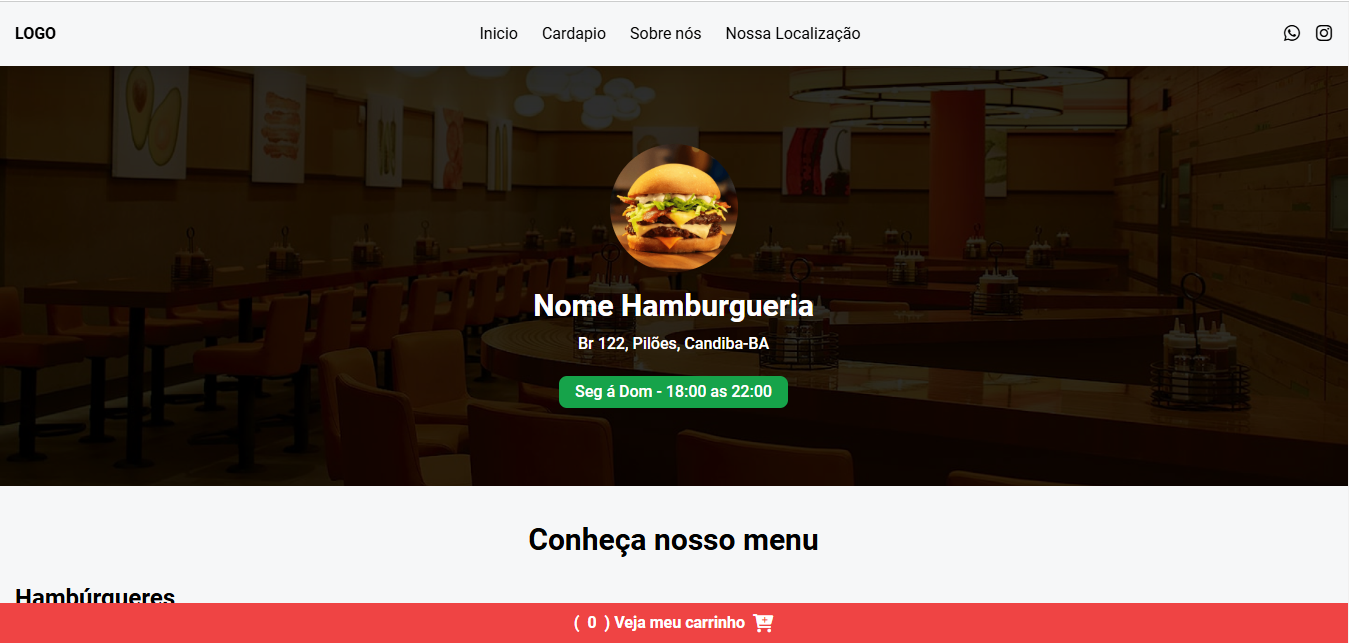 LOGO
Inicio Cardapio Sobre nós Nossa Localização
Nome Hamburgueria
Br 122, Pilões, Candiba-BA
Seg á Dom - 18:00 as 22:00
Conheça nosso menu
Hambúrgueres
( 0 ) Veja meu carrinho